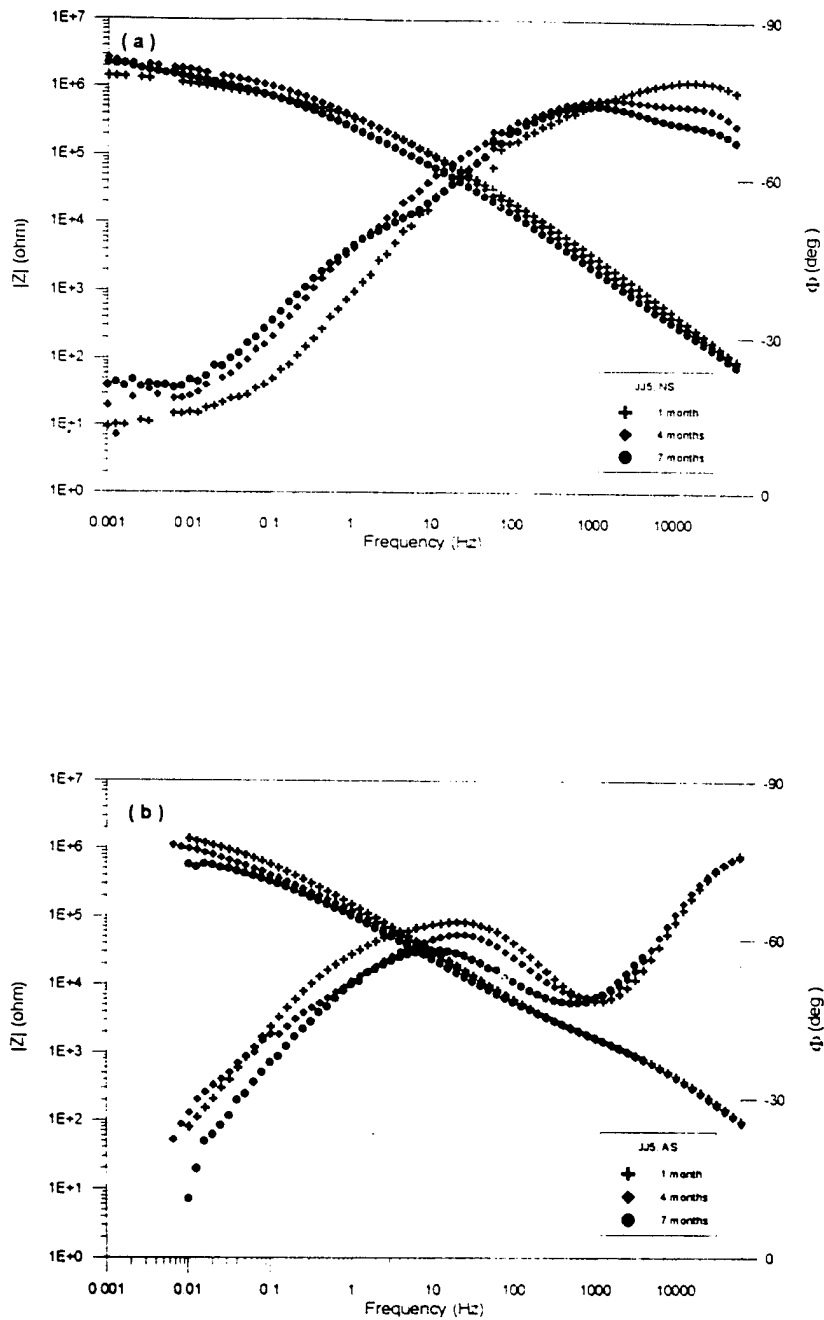 ( a )
1E+7
1E+6
1E+5
1E+4
1E+3
1E+2
1E+1
1E+0
|Z| (ohm)
-90
-60
-30
0
Φ (deg)
JJ5. NS
1 month
4 months
7 months
0.001 0.01 0.1 1 10 100 1000 10000
Frequency (Hz)
( b )
1E+7
1E+6
1E+5
1E+4
1E+3
1E+2
1E+1
1E+0
|Z| (ohm)
-90
-60
-30
0
Φ (deg)
JJ5. AS
1 month
4 months
7 months
0.001 0.01 0.1 1 10 100 1000 10000
Frequency (Hz)